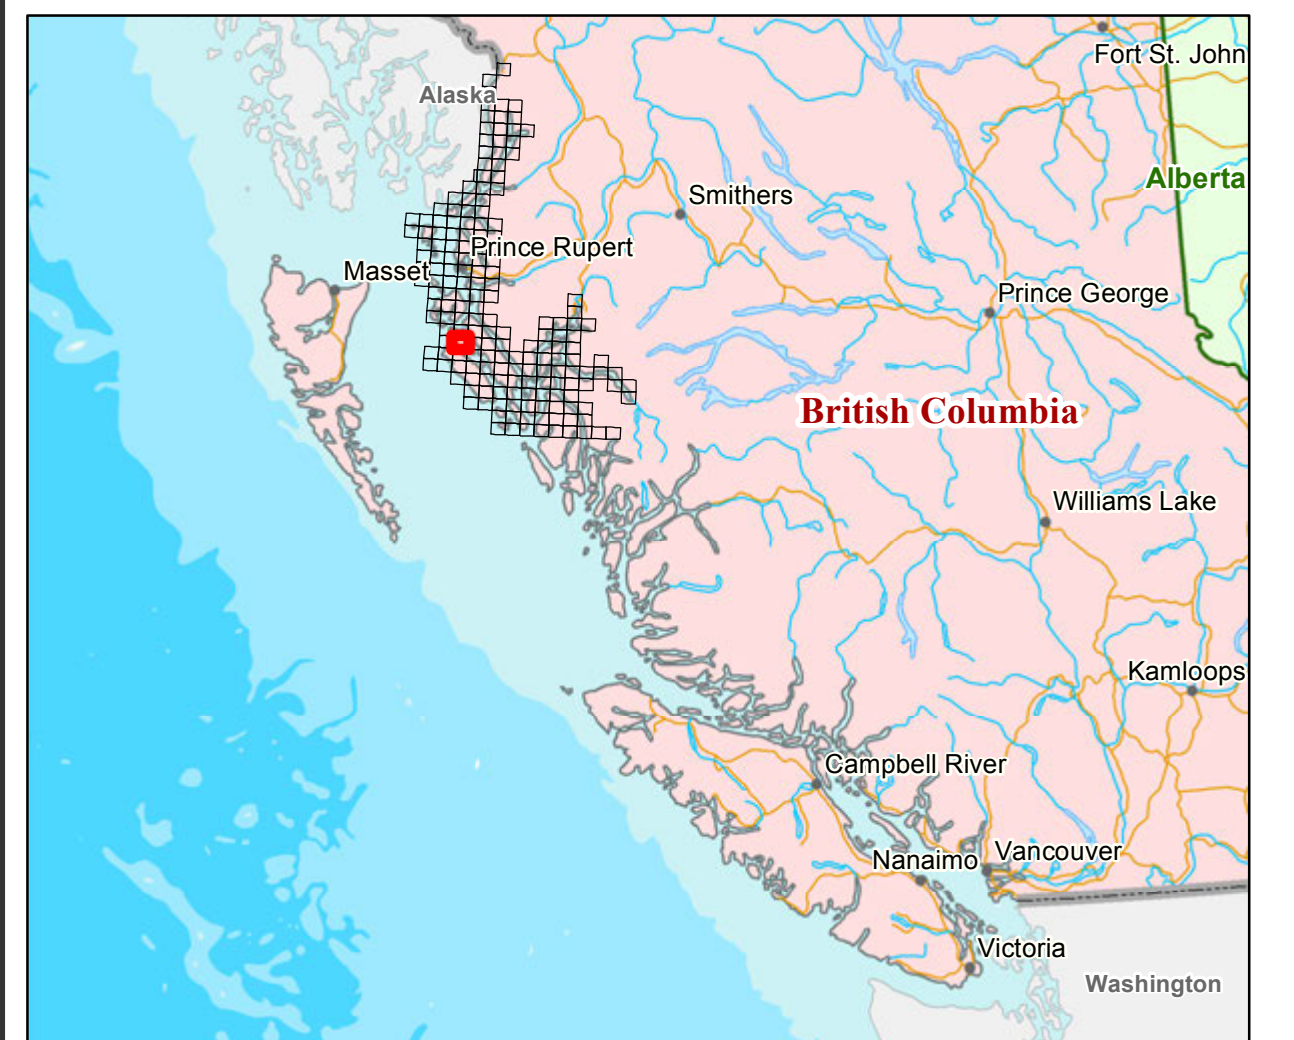 Fort St. John
Alaska
Alberta
Smithers
Prince Rupert
Masset
Prince George
British Columbia
Williams Lake
Kamloops
Campbell River
Vancouver
Nanaimo
Victoria
Washington